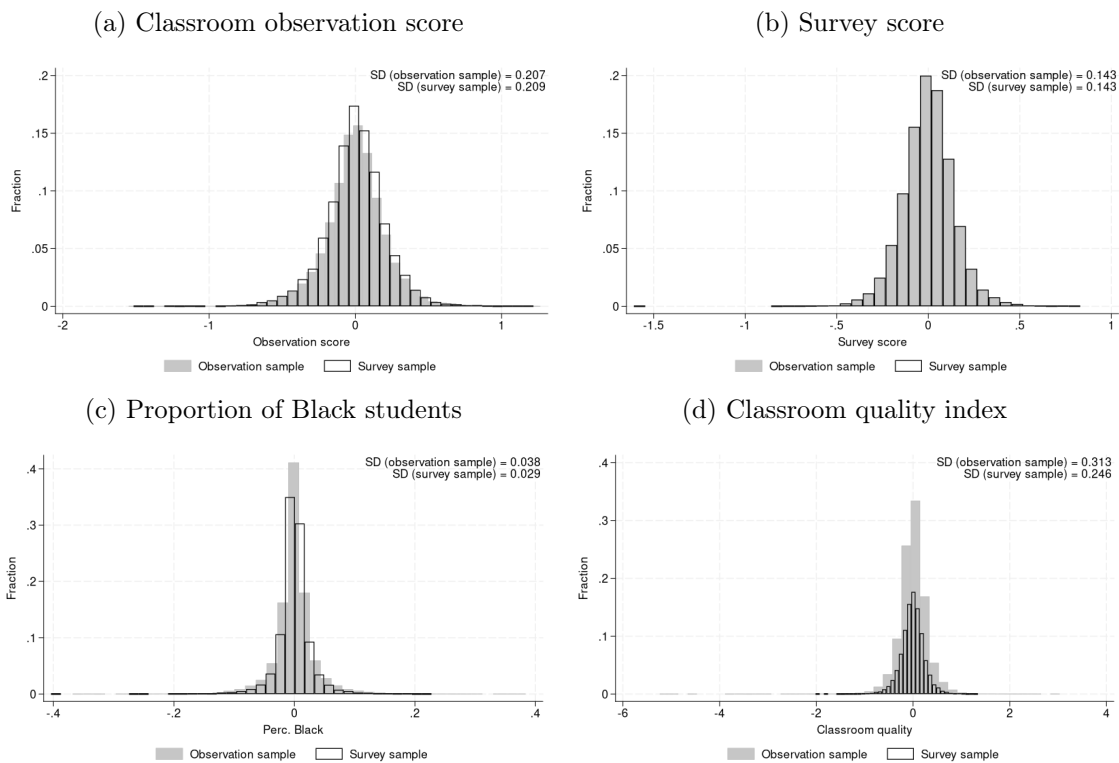 (a) Classroom observation score
SD (observation sample) = 0.207
SD (survey sample) = 0.209
.2
.15
.1
.05
0
Fraction
-2
-1
0
1
Observation score
Observation sample
Survey sample
(b) Survey score
SD (observation sample) = 0.143
SD (survey sample) = 0.143
.2
.15
.1
.05
0
Fraction
-1.5
-1
-.5
0
.5
1
Survey score
Observation sample
Survey sample
(c) Proportion of Black students
SD (observation sample) = 0.038
SD (survey sample) = 0.029
.4
.3
.2
.1
0
Fraction
-.4
-.2
0
.2
.4
Perc. Black
Observation sample
Survey sample
(d) Classroom quality index
SD (observation sample) = 0.313
SD (survey sample) = 0.246
.4
.3
.2
.1
0
Fraction
-6
-4
-2
0
2
4
Classroom quality
Observation sample
Survey sample